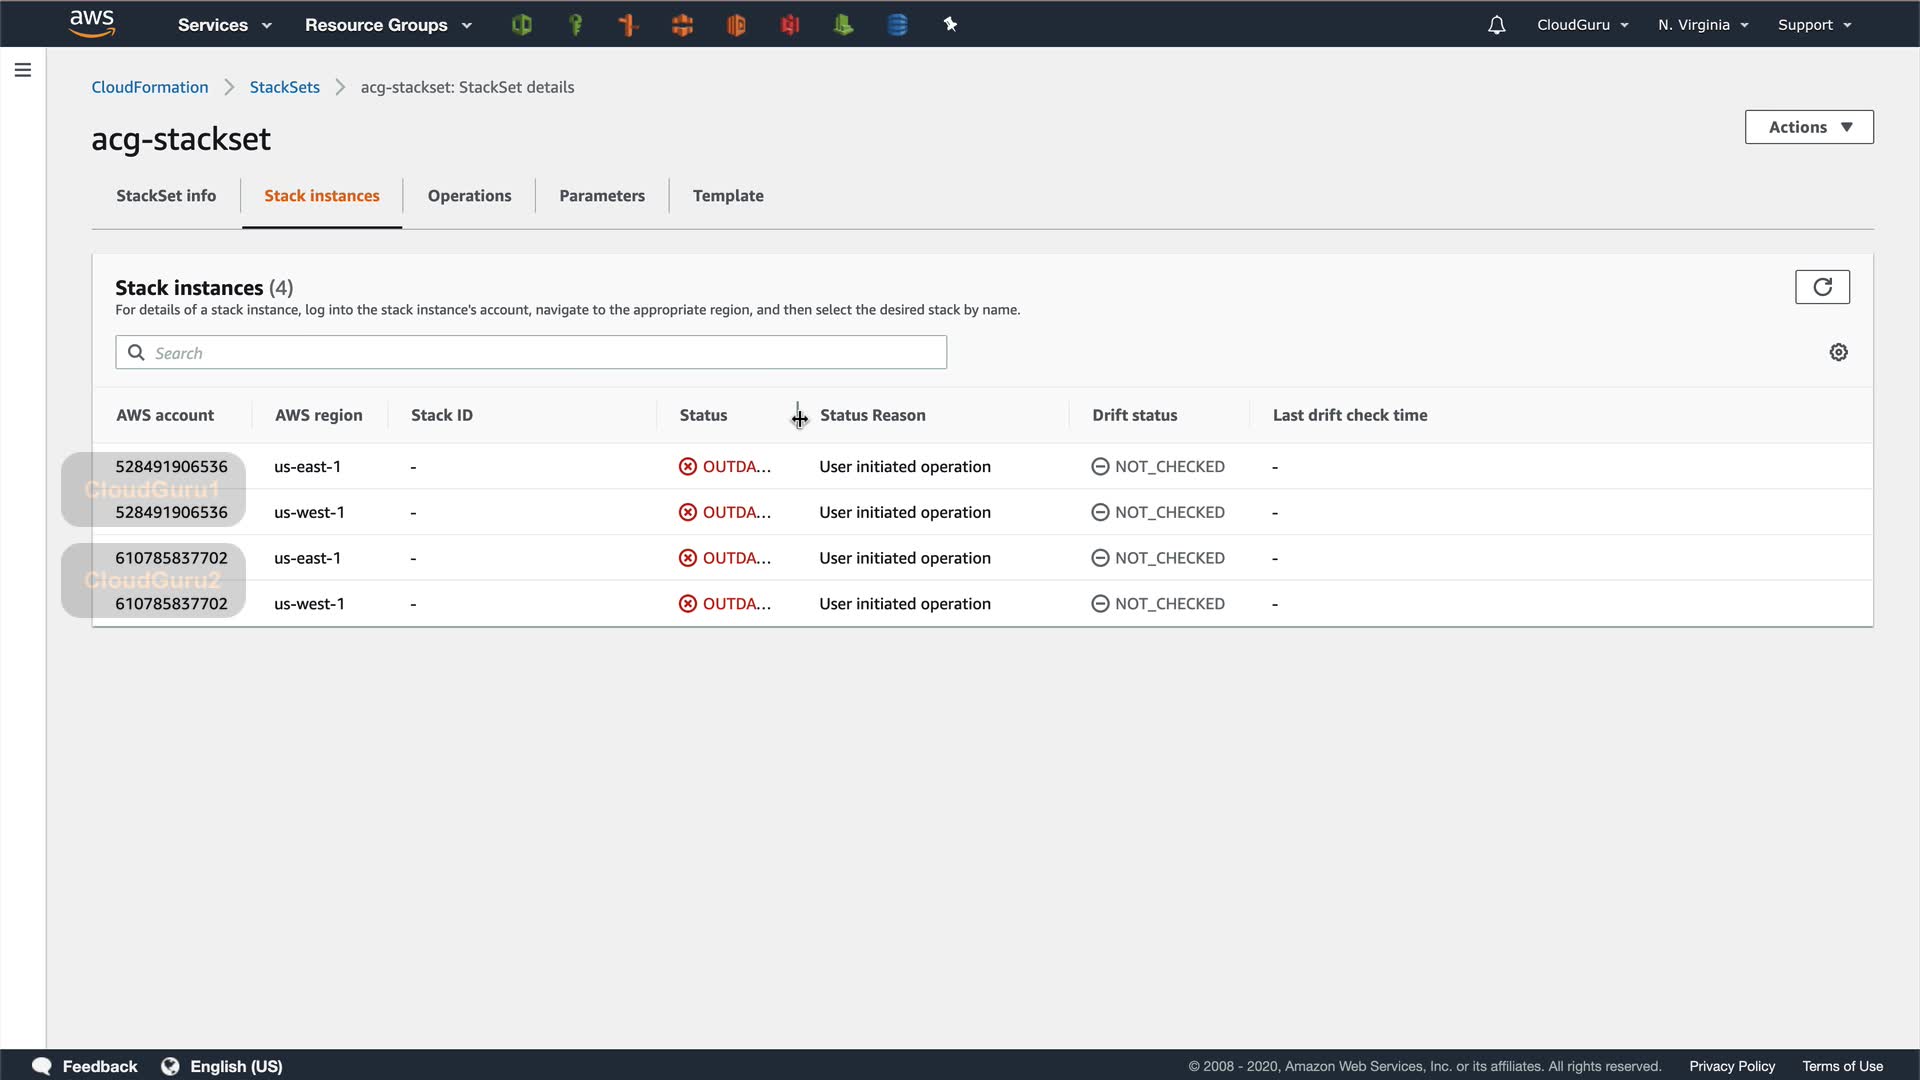 aws Services Resource Groups CloudGuru N. Virginia Support
CloudFormation StackSets acg-stackset: StackSet details
acg-stackset
Actions
StackSet info Stack instances Operations Parameters Template
Stack instances (4)
For details of a stack instance, log into the stack instance's account, navigate to the appropriate region, and then select the desired stack by name.
Search
AWS account AWS region Stack ID Status Status Reason Drift status Last drift check time
528491906536 us-east-1 - OUTDA... User initiated operation NOT_CHECKED -
CloudGuru1
528491906536 us-west-1 - OUTDA... User initiated operation NOT_CHECKED -
610785837702 us-east-1 - OUTDA... User initiated operation NOT_CHECKED -
CloudGuru2
610785837702 us-west-1 - OUTDA... User initiated operation NOT_CHECKED -
Feedback English (US) © 2008 - 2020, Amazon Web Services, Inc. or its affiliates. All rights reserved. Privacy Policy Terms of Use